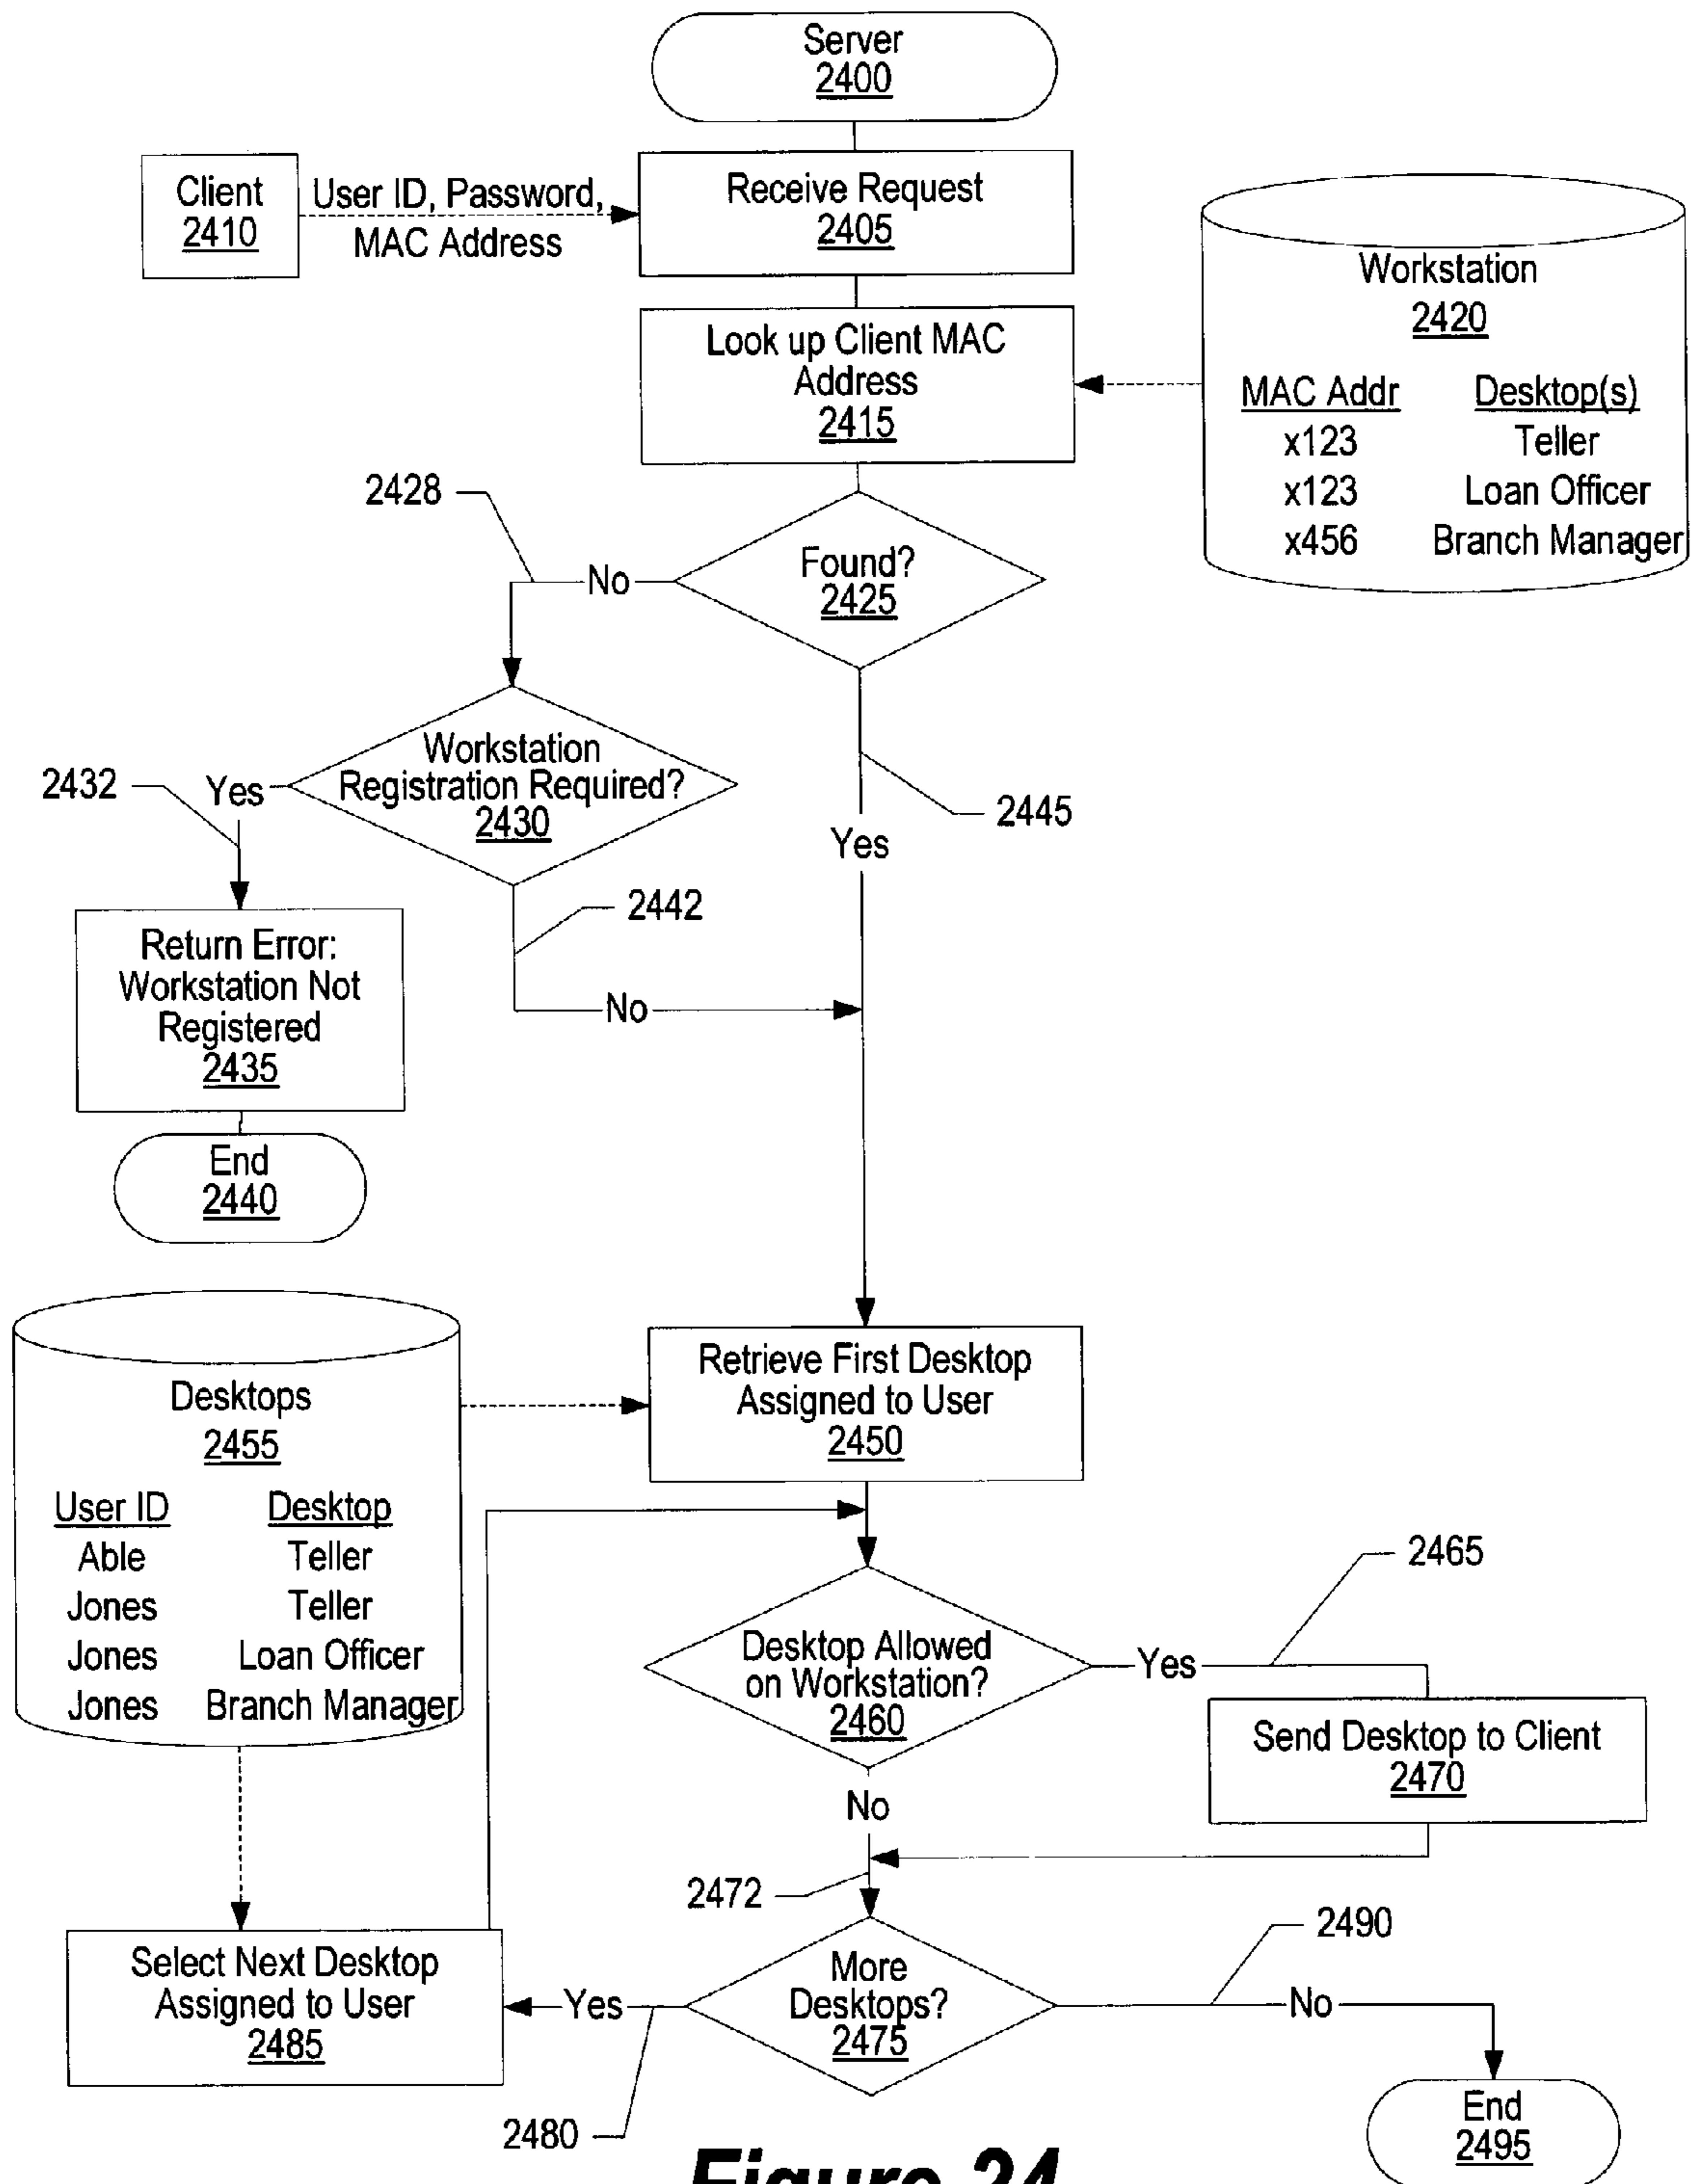 Server
2400
Client
2410
User ID, Password,
MAC Address
Receive Request
2405
Workstation
2420
MAC Addr Desktop(s)
x123 Teller
x123 Loan Officer
x456 Branch Manager
Look up Client MAC
Address
2415
2428
No
Found?
2425
2432
Yes
Workstation
Registration Required?
2430
2445
Yes
2442
No
Return Error:
Workstation Not
Registered
2435
End
2440
Desktops
2455
User ID Desktop
Able Teller
Jones Teller
Jones Loan Officer
Jones Branch Manager
Retrieve First Desktop
Assigned to User
2450
2465
Desktop Allowed
on Workstation?
2460
Yes
Send Desktop to Client
2470
No
2472
2490
Select Next Desktop
Assigned to User
2485
Yes
More
Desktops?
2475
No
2480
End
2495
Figure 24